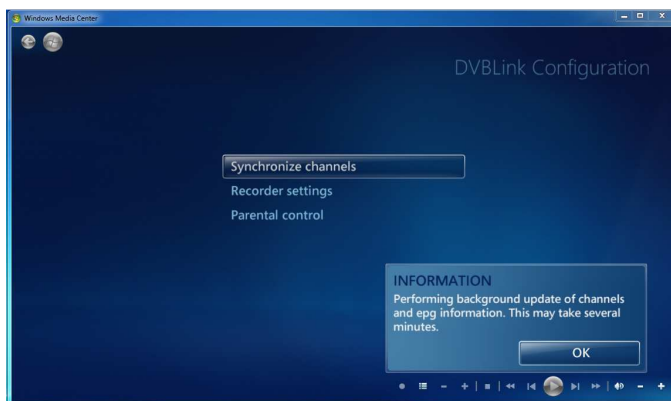 Windows Media Center
DVBLink Configuration
Synchronize channels
Recorder settings
Parental control
INFORMATION
Performing background update of channels
and epg information. This may take several
minutes.
OK